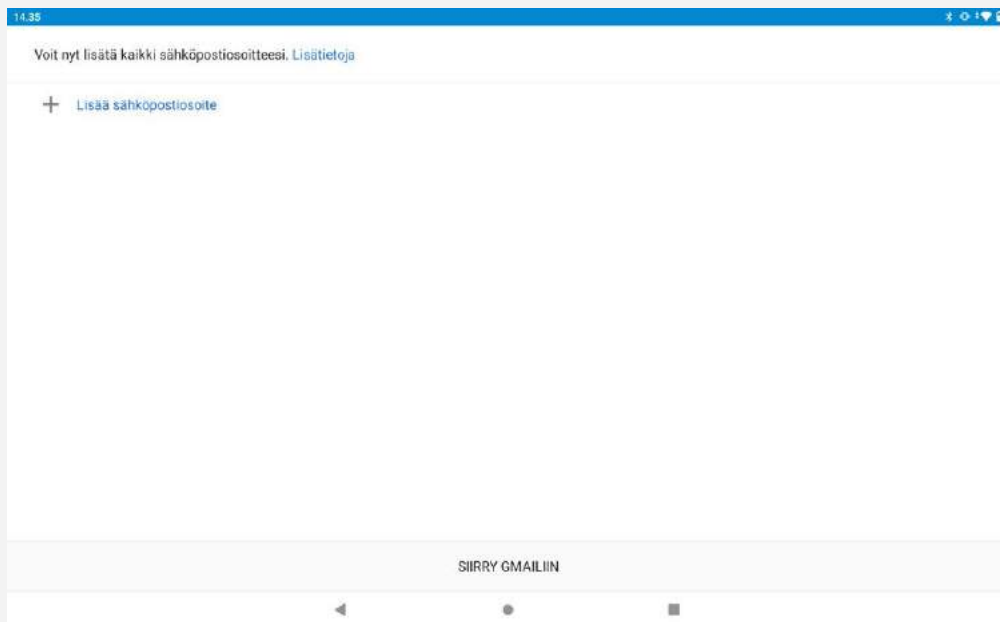 14.35
Voit nyt lisätä kaikki sähköpostiosoitteesi. Lisätietoja
Lisää sähköpostiosoite
SIIRRY GMAILIIN